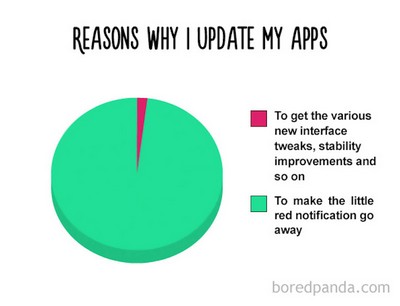 REASONS WHY I UPDATE MY APPS
To get the various
new interface
tweaks, stability
improvements and
so on
To make the little
red notification go
away
boredpanda.com